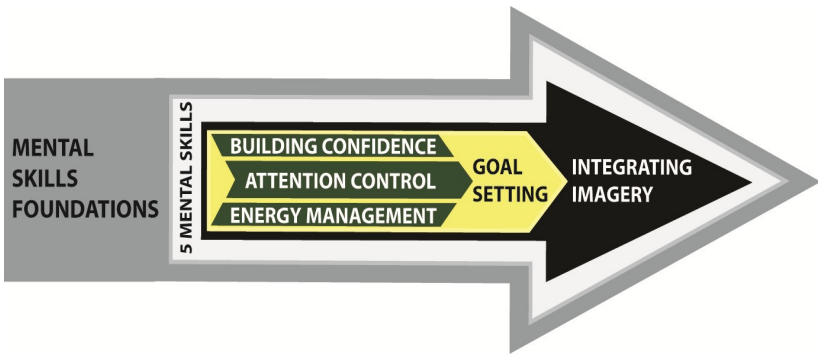 MENTAL
SKILLS
FOUNDATIONS
5 MENTAL SKILLS
BUILDING CONFIDENCE
ATTENTION CONTROL
ENERGY MANAGEMENT
GOAL
SETTING
INTEGRATING
IMAGERY